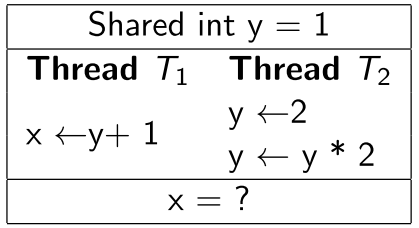 Shared int y = 1
Thread T₁ Thread T₂
x ←y+ 1
y ←2
y ← y * 2
x = ?